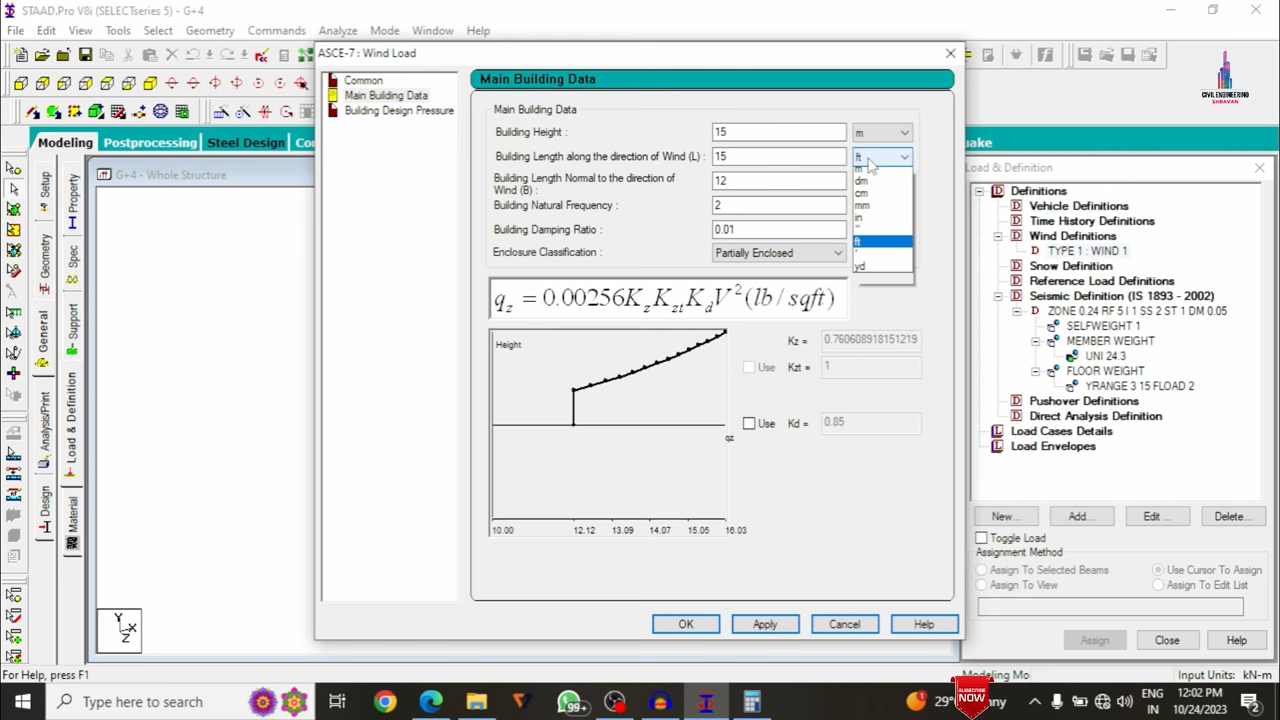 STAAD.Pro V8i (SELECTseries 5) - G+4
File Edit View Tools Select Geometry Commands Analyze Mode Window Help
ASCE-7 : Wind Load
Common
Main Building Data
Building Design Pressure
Main Building Data
Main Building Data
Building Height : 15 m
Building Length along the direction of Wind (L) : 15 ft
Building Length Normal to the direction of
Wind (B) : 12
Building Natural Frequency : 2
Building Damping Ratio : 0.01
Enclosure Classification : Partially Enclosed
m
dm
cm
mm
in
"
ft
'
yd
qz = 0.00256KzKztKdV2(lb/sqft)
Height
qz
10.00 12.12 13.09 14.07 15.05 16.03
Kz = 0.760608918151219
Use Kzt = 1
Use Kd = 0.85
OK Apply Cancel Help
CIVIL ENGINEERING
SHRAVAN
Modeling Postprocessing Steel Design Co
uake
G+4 - Whole Structure
Setup
Geometry
General
Analysis/Print
Design
Property
Spec
Support
Load & Definition
Material
Y
X
Z
Load & Definition
Definitions
Vehicle Definitions
Time History Definitions
Wind Definitions
TYPE 1 : WIND 1
Snow Definition
Reference Load Definitions
Seismic Definition (IS 1893 - 2002)
ZONE 0.24 RF 5 I 1 SS 2 ST 1 DM 0.05
SELFWEIGHT 1
MEMBER WEIGHT
UNI 24.3
FLOOR WEIGHT
YRANGE 3 15 FLOAD 2
Pushover Definitions
Direct Analysis Definition
Load Cases Details
Load Envelopes
New... Add... Edit ... Delete...
Toggle Load
Assignment Method
Assign To Selected Beams Use Cursor To Assign
Assign To View Assign To Edit List
Assign Close Help
For Help, press F1
Modeling Mo
Input Units: kN-m
Type here to search
99+
29°
nny
ENG
IN
12:02 PM
10/24/2023
2
SUBSCRIBE
NOW